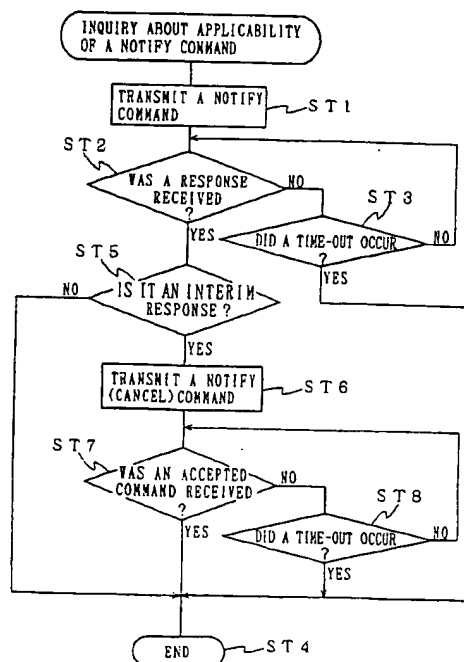 INQUIRY ABOUT APPLICABILITY
OF A NOTIFY COMMAND
TRANSMIT A NOTIFY
COMMAND
ST1
ST2
WAS A RESPONSE
RECEIVED
?
NO
YES
ST3
DID A TIME-OUT OCCUR
?
NO
YES
ST5
IS IT AN INTERIM
RESPONSE ?
NO
YES
TRANSMIT A NOTIFY
(CANCEL) COMMAND
ST6
ST7
WAS AN ACCEPTED
COMMAND RECEIVED
?
NO
YES
ST8
DID A TIME-OUT OCCUR
?
NO
YES
END
ST4